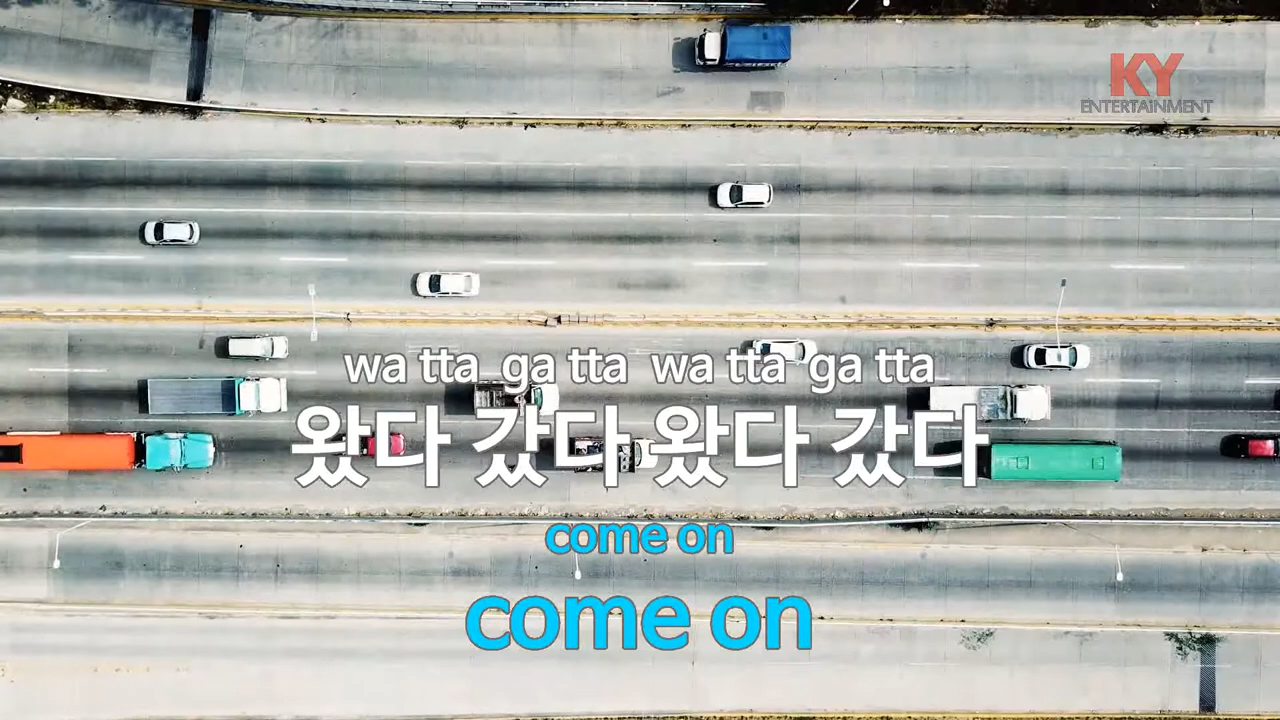 KY
ENTERTAINMENT
wa tta ga tta wa tta ga tta
왔다 갔다 왔다 갔다
come on
come on